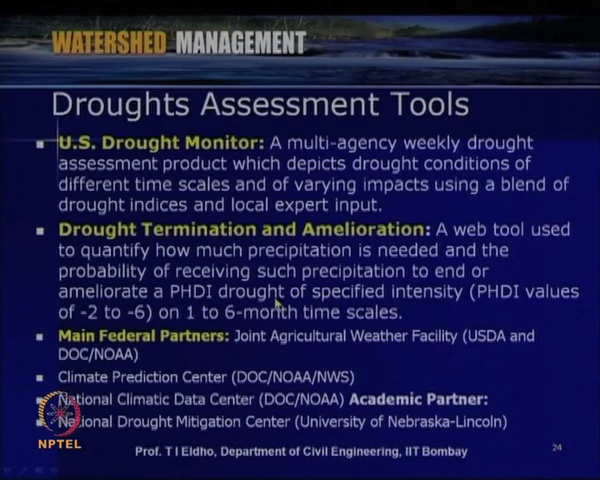 WATERSHED MANAGEMENT
Droughts Assessment Tools
U.S. Drought Monitor: A multi-agency weekly drought
assessment product which depicts drought conditions of
different time scales and of varying impacts using a blend of
drought indices and local expert input.
Drought Termination and Amelioration: A web tool used
to quantify how much precipitation is needed and the
probability of receiving such precipitation to end or
ameliorate a PHDI drought of specified intensity (PHDI values
of -2 to -6) on 1 to 6-month time scales.
Main Federal Partners: Joint Agricultural Weather Facility (USDA and
DOC/NOAA)
Climate Prediction Center (DOC/NOAA/NWS)
National Climatic Data Center (DOC/NOAA) Academic Partner:
National Drought Mitigation Center (University of Nebraska-Lincoln)
NPTEL
Prof. T I Eldho, Department of Civil Engineering, IIT Bombay
24